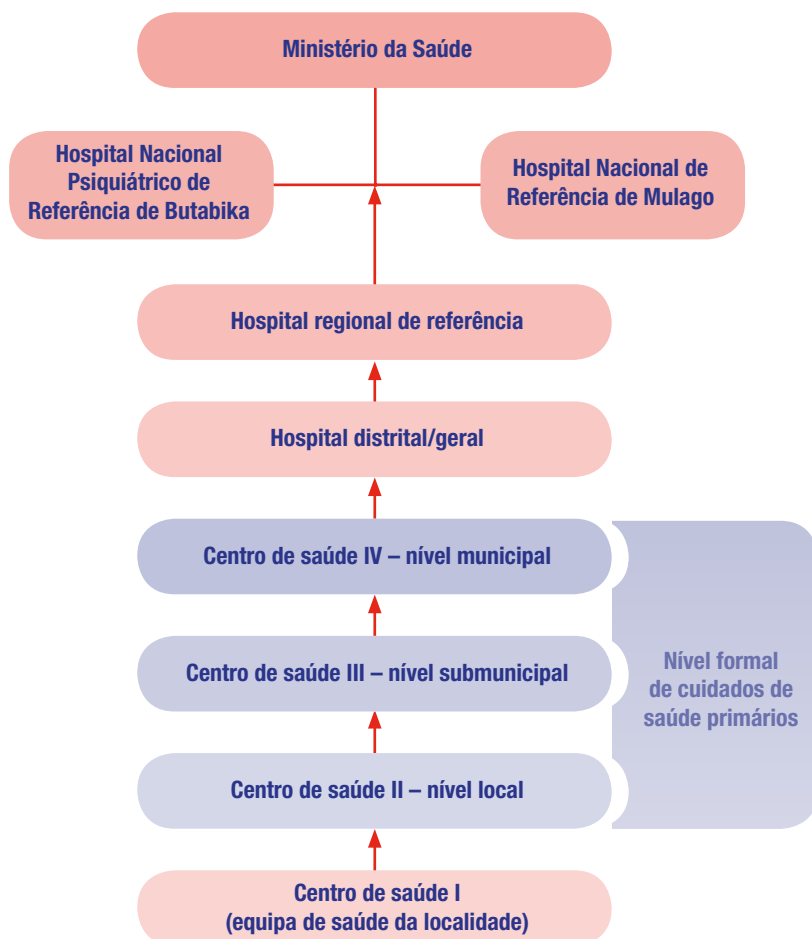 Ministério da Saúde
Hospital Nacional
Psiquiátrico de
Referência de Butabika
Hospital Nacional de
Referência de Mulago
Hospital regional de referência
Hospital distrital/geral
Centro de saúde IV – nível municipal
Centro de saúde III – nível submunicipal
Centro de saúde II – nível local
Nível formal
de cuidados de
saúde primários
Centro de saúde I
(equipa de saúde da localidade)